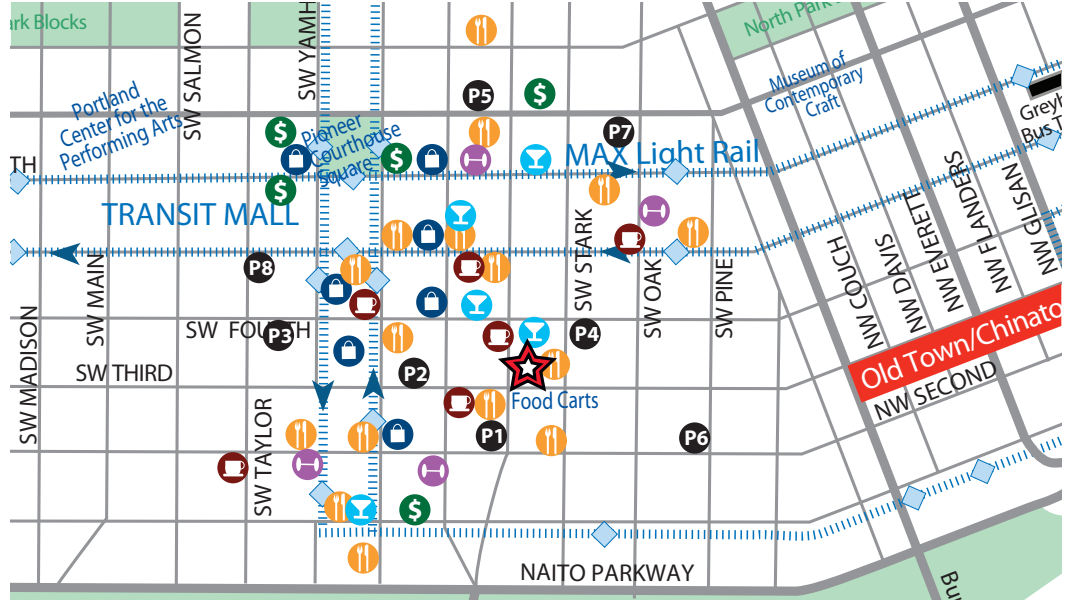 ark Blocks
SW SALMON
SW YAMH
North Park
Portland
Center for the
Performing Arts
Museum of
Contemporary
Craft
P5
$
$
P7
Pioneer
Courthouse
Square
$
$
MAX Light Rail
Greyh
Bus T
TH
TRANSIT MALL
P8
SW MAIN
SW STARK
SW OAK
SW PINE
NW COUCH
NW DAVIS
NW EVERETT
NW FLANDERS
NW GLISAN
SW MADISON
SW FOURTH
P3
P4
SW THIRD
P2
Old Town/Chinato
NW SECOND
Food Carts
SW TAYLOR
P1
P6
$
NAITO PARKWAY
Bu